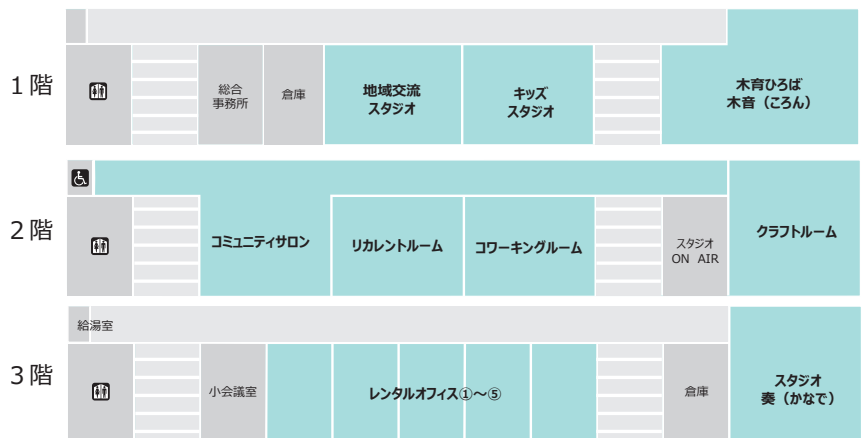 1階
総合
事務所
倉庫
地域交流
スタジオ
キッズ
スタジオ
木育ひろば
木音（ころん）
2階
コミュニティサロン
リカレントルーム
コワーキングルーム
スタジオ
ON AIR
クラフトルーム
給湯室
3階
小会議室
レンタルオフィス①～⑤
倉庫
スタジオ
奏（かなで）